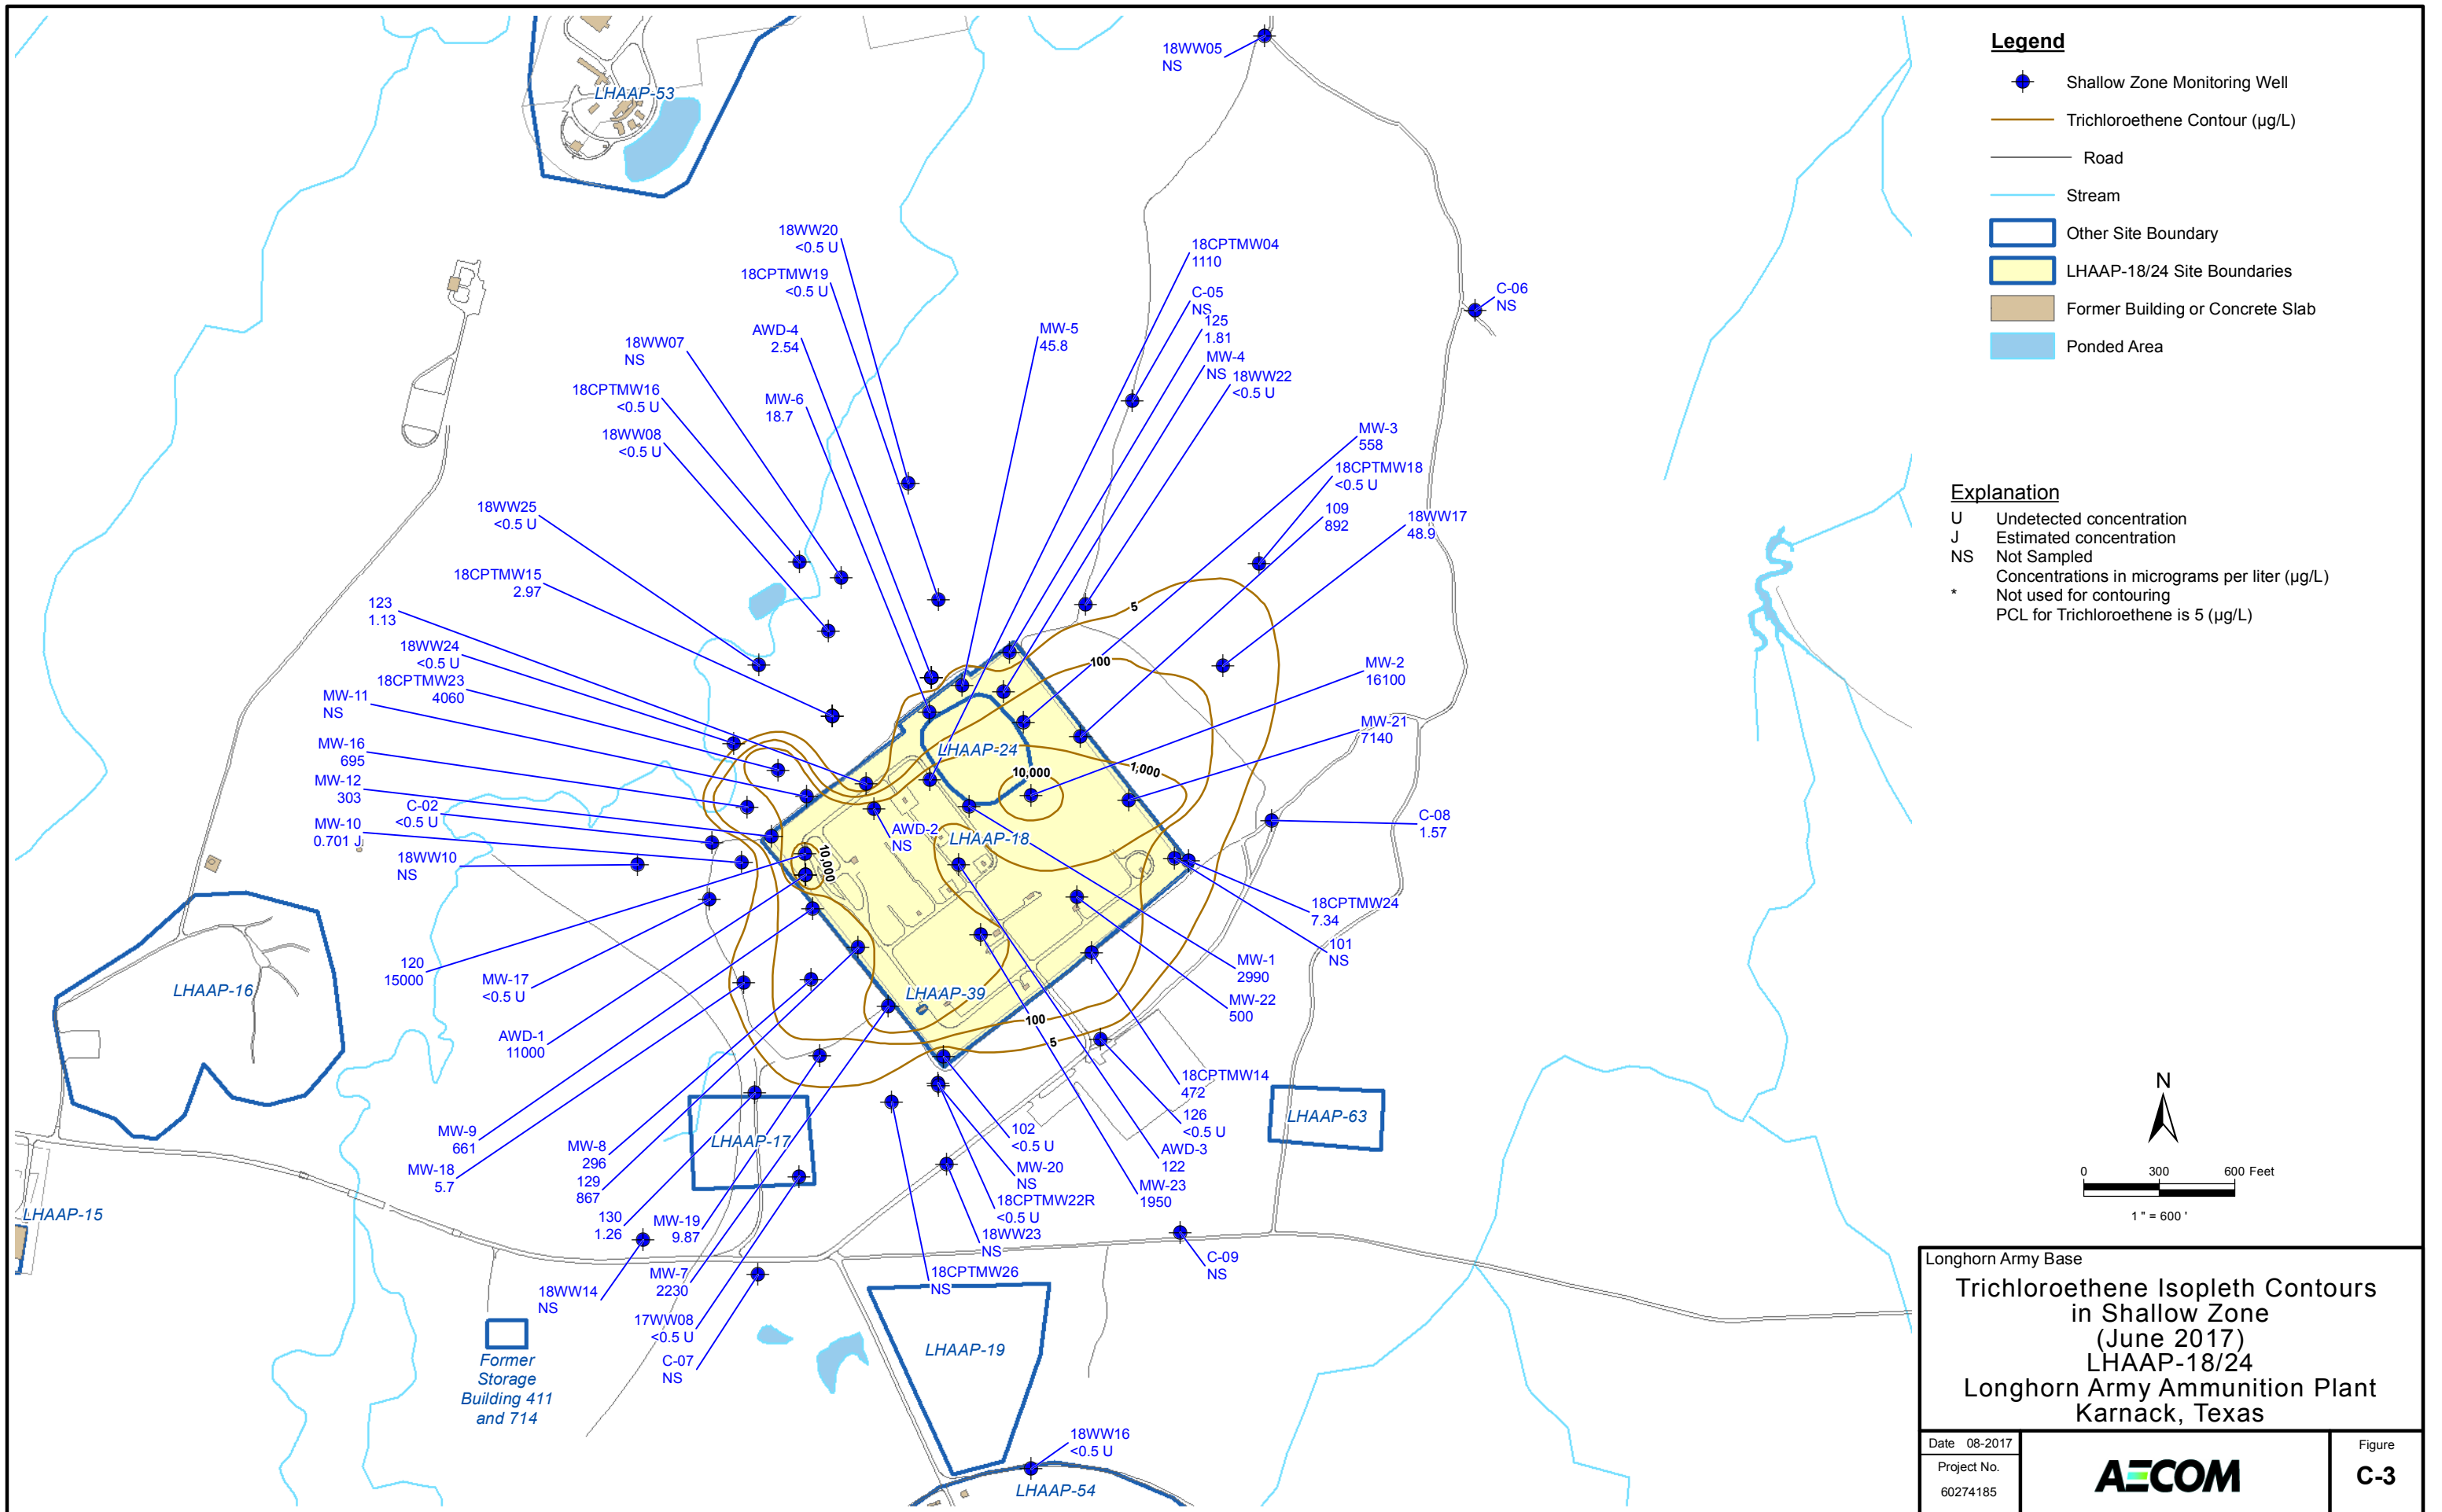 LHAAP-53
18WW05
NS
18WW20
<0.5 U
18CPTMW19
<0.5 U
AWD-4
2.54
18WW07
NS
18CPTMW16
<0.5 U
MW-6
18.7
18WW08
<0.5 U
18CPTMW04
1110
C-05
NS
125
1.81
MW-5
45.8
MW-4
NS
18WW22
<0.5 U
C-06
NS
MW-3
558
18CPTMW18
<0.5 U
109
892
18WW17
48.9
18WW25
<0.5 U
18CPTMW15
2.97
123
1.13
18WW24
<0.5 U
18CPTMW23
4060
MW-11
NS
MW-16
695
MW-12
303
C-02
<0.5 U
MW-10
0.701 J
18WW10
NS
5
100
MW-2
16100
MW-21
7140
LHAAP-24
10,000
1,000
AWD-2
NS
LHAAP-18
10,000
C-08
1.57
18CPTMW24
7.34
101
NS
MW-1
2990
MW-22
500
120
15000
MW-17
<0.5 U
LHAAP-16
LHAAP-39
100
5
AWD-1
11000
18CPTMW14
472
126
<0.5 U
LHAAP-63
MW-9
661
MW-18
5.7
MW-8
296
129
867
LHAAP-17
102
<0.5 U
AWD-3
122
MW-20
NS
MW-23
1950
18CPTMW22R
<0.5 U
130
1.26
MW-19
9.87
18WW23
NS
LHAAP-15
C-09
NS
18WW14
NS
MW-7
2230
18CPTMW26
NS
17WW08
<0.5 U
C-07
NS
Former
Storage
Building 411
and 714
LHAAP-19
18WW16
<0.5 U
LHAAP-54
Legend
Shallow Zone Monitoring Well
Trichloroethene Contour (µg/L)
Road
Stream
Other Site Boundary
LHAAP-18/24 Site Boundaries
Former Building or Concrete Slab
Ponded Area
Explanation
U Undetected concentration
J Estimated concentration
NS Not Sampled
Concentrations in micrograms per liter (µg/L)
* Not used for contouring
PCL for Trichloroethene is 5 (µg/L)
N
0 300 600 Feet
1 " = 600 '
Longhorn Army Base
Trichloroethene Isopleth Contours
in Shallow Zone
(June 2017)
LHAAP-18/24
Longhorn Army Ammunition Plant
Karnack, Texas
Date 08-2017
Project No.
60274185
AECOM
Figure
C-3